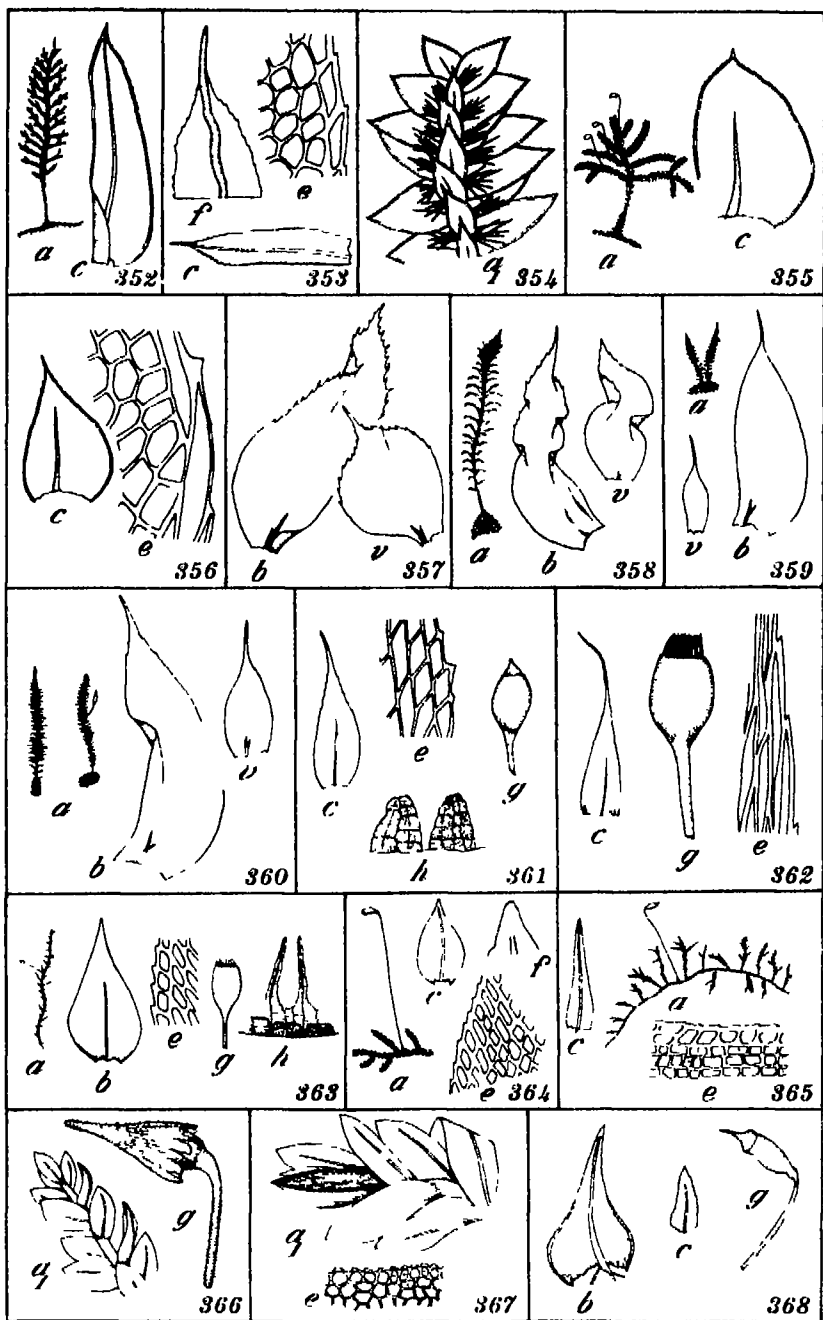 a c 352
f e c 353
q 354
a c 355
c e 356
b v 357
a b v 358
a v b 359
a b v 360
c e g h 361
c g e 362
a b e g h 363
a c f e 364
c a e 365
q g 366
q e 367
b c g 368